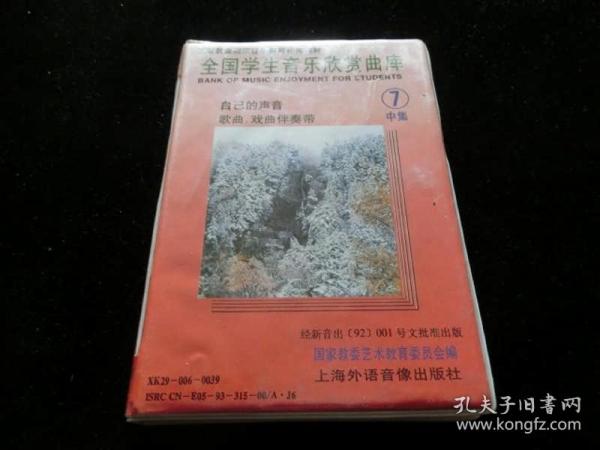 全国学生音乐欣赏曲库
BANK OF MUSIC ENJOYMENT FOR STUDENTS
7
中集
自己的声音
歌曲、戏曲伴奏带
经新音出〔92〕001号文批准出版
国家教委艺术教育委员会编
上海外语音像出版社
XK29-006-0039
ISRC CN-E05-93-315-00/A·J6
孔夫子旧书网
www.kongfz.com